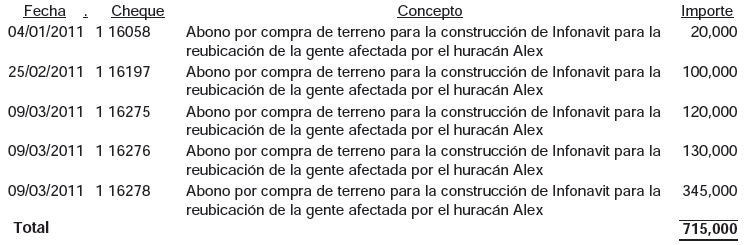 Fecha . Cheque Concepto Importe
04/01/2011 1 16058 Abono por compra de terreno para la construcción de Infonavit para la 20,000
reubicación de la gente afectada por el huracán Alex
25/02/2011 1 16197 Abono por compra de terreno para la construcción de Infonavit para la 100,000
reubicación de la gente afectada por el huracán Alex
09/03/2011 1 16275 Abono por compra de terreno para la construcción de Infonavit para la 120,000
reubicación de la gente afectada por el huracán Alex
09/03/2011 1 16276 Abono por compra de terreno para la construcción de Infonavit para la 130,000
reubicación de la gente afectada por el huracán Alex
09/03/2011 1 16278 Abono por compra de terreno para la construcción de Infonavit para la 345,000
reubicación de la gente afectada por el huracán Alex
Total 715,000